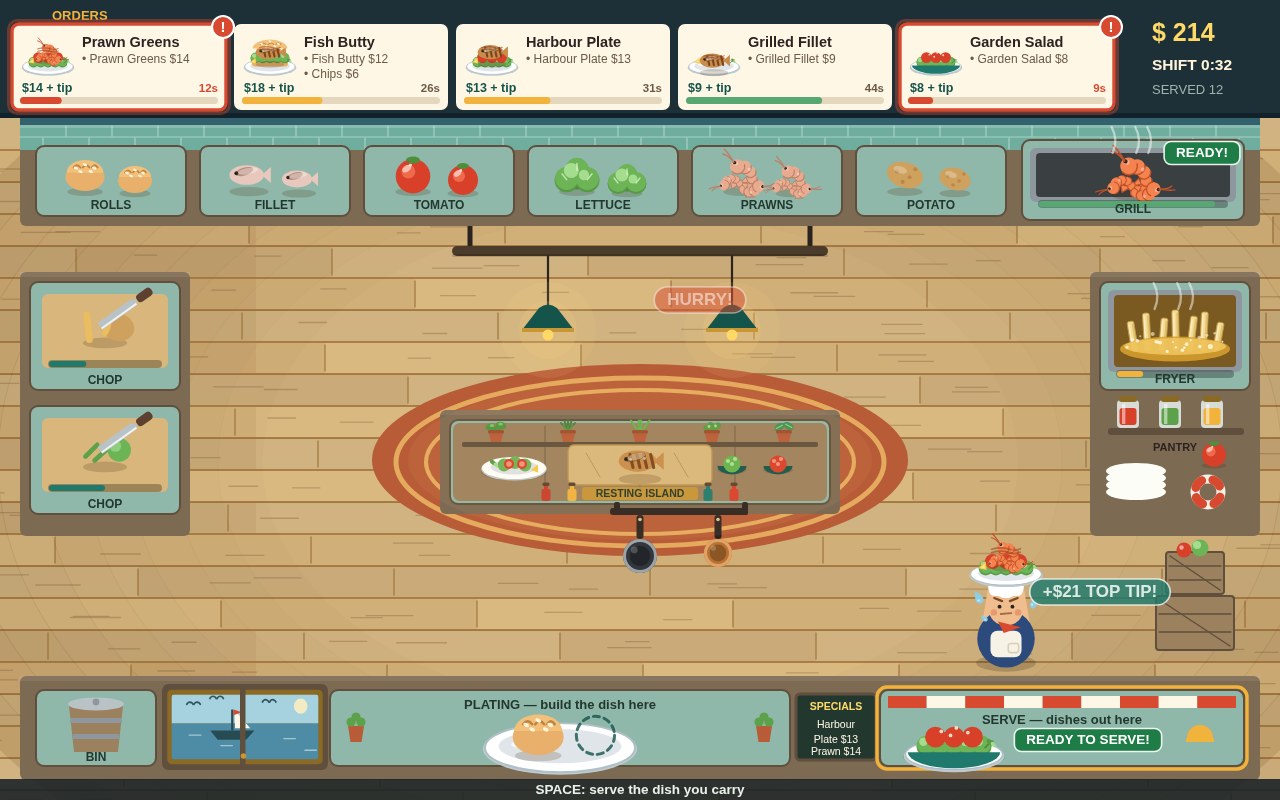 ORDERS
Prawn Greens
• Prawn Greens $14
$14 + tip 12s
!
Fish Butty
• Fish Butty $12
• Chips $6
$18 + tip 26s
Harbour Plate
• Harbour Plate $13
$13 + tip 31s
Grilled Fillet
• Grilled Fillet $9
$9 + tip 44s
Garden Salad
• Garden Salad $8
$8 + tip 9s
!
$ 214
SHIFT 0:32
SERVED 12
ROLLS
FILLET
TOMATO
LETTUCE
PRAWNS
POTATO
READY!
GRILL
HURRY!
CHOP
CHOP
FRYER
PANTRY
RESTING ISLAND
+$21 TOP TIP!
BIN
PLATING — build the dish here
SPECIALS
Harbour
Plate $13
Prawn $14
SERVE — dishes out here
READY TO SERVE!
SPACE: serve the dish you carry